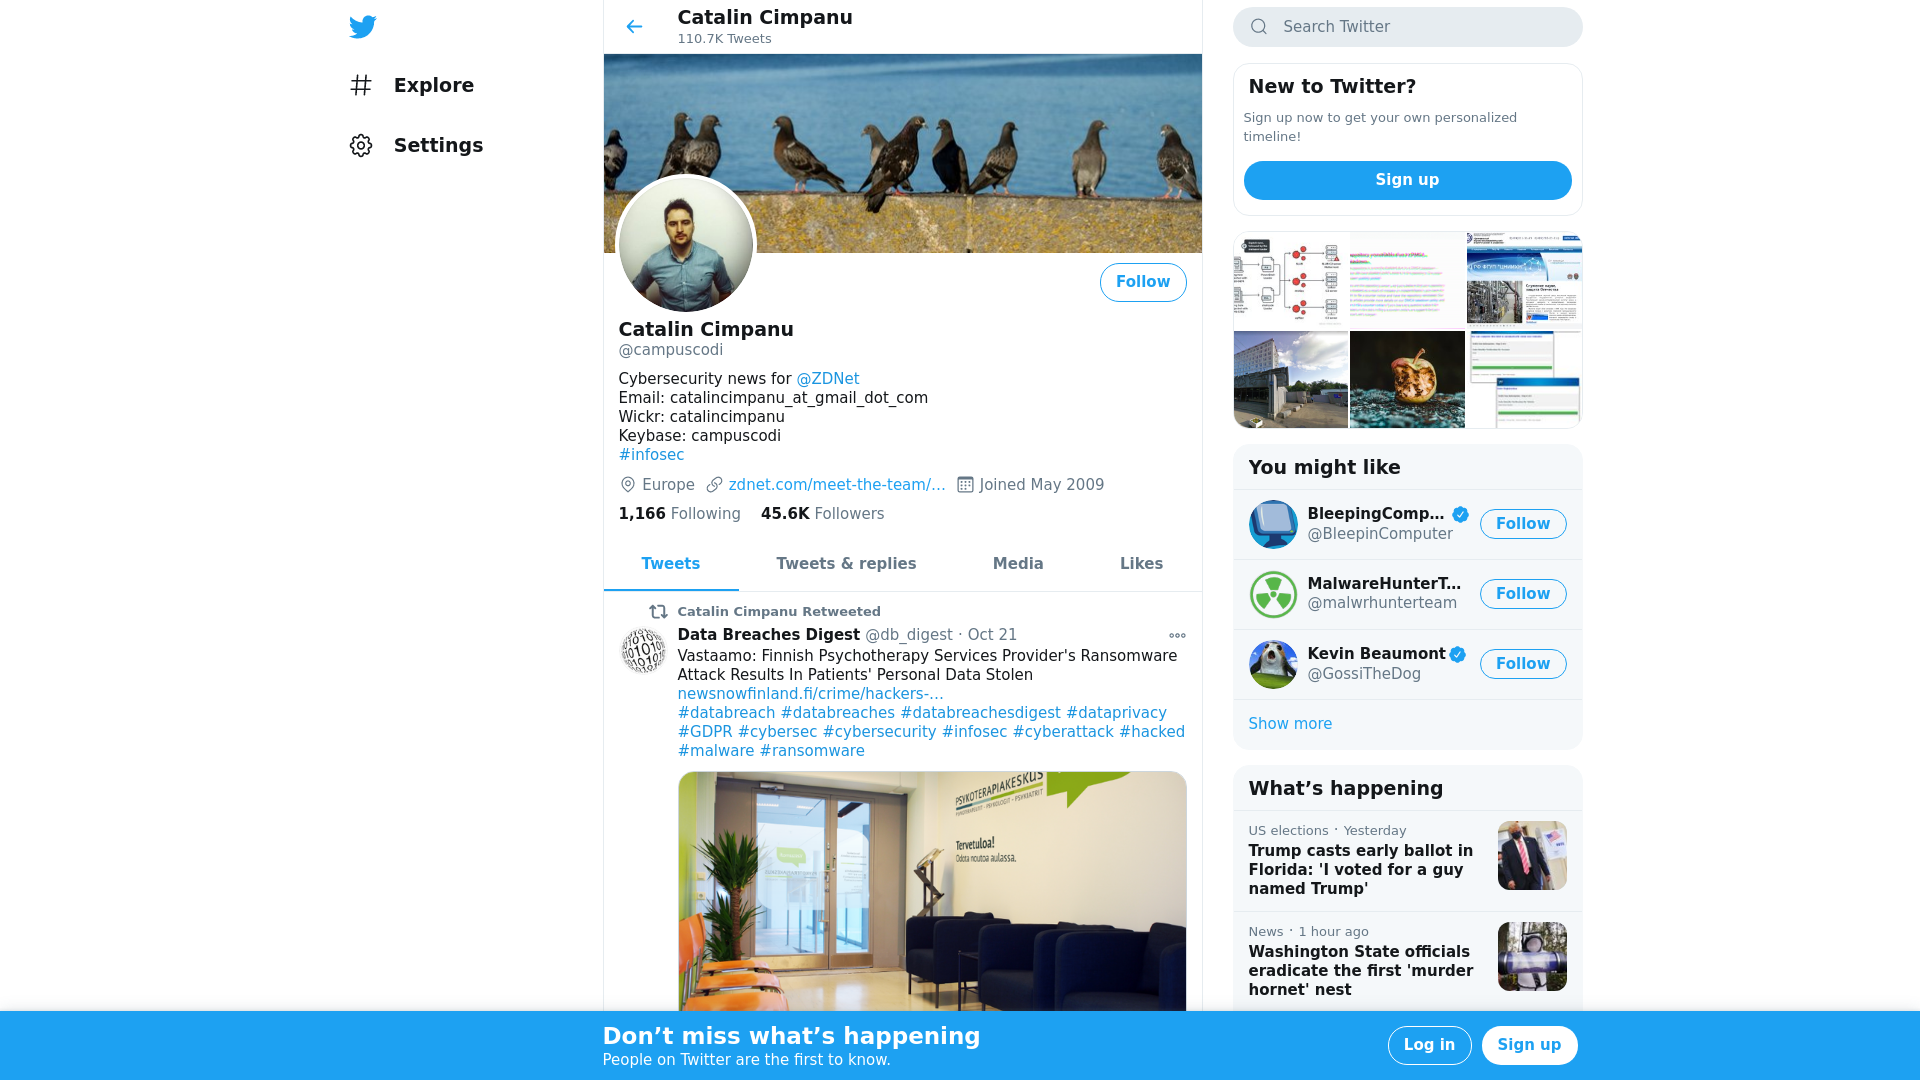 Explore
Settings
Catalin Cimpanu
110.7K Tweets
Follow
Catalin Cimpanu
@campuscodi
Cybersecurity news for @ZDNet
Email: catalincimpanu_at_gmail_dot_com
Wickr: catalincimpanu
Keybase: campuscodi
#infosec
Europe zdnet.com/meet-the-team/… Joined May 2009
1,166 Following 45.6K Followers
Tweets Tweets & replies Media Likes
Catalin Cimpanu Retweeted
Data Breaches Digest @db_digest · Oct 21
Vastaamo: Finnish Psychotherapy Services Provider's Ransomware
Attack Results In Patients' Personal Data Stolen
newsnowfinland.fi/crime/hackers-…
#databreach #databreaches #databreachesdigest #dataprivacy
#GDPR #cybersec #cybersecurity #infosec #cyberattack #hacked
#malware #ransomware
PSYKOTERAPIAKESKUS
Tervetuloa!
Odota noutoa aulassa.
Search Twitter
New to Twitter?
Sign up now to get your own personalized
timeline!
Sign up
You might like
BleepingComp…
@BleepinComputer
Follow
MalwareHunterT…
@malwrhunterteam
Follow
Kevin Beaumont
@GossiTheDog
Follow
Show more
What’s happening
US elections · Yesterday
Trump casts early ballot in
Florida: 'I voted for a guy
named Trump'
News · 1 hour ago
Washington State officials
eradicate the first 'murder
hornet' nest
Don’t miss what’s happening
People on Twitter are the first to know.
Log in
Sign up